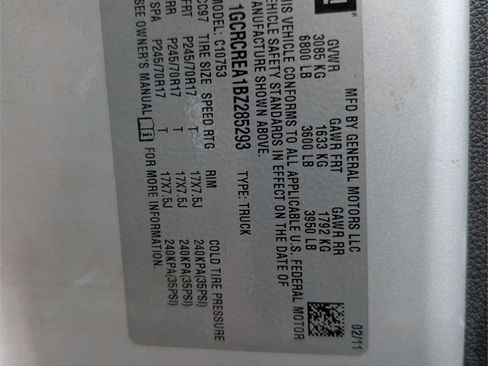 MFD BY GENERAL MOTORS LLC
GVWR GAWR FRT GAWR RR
3085 KG 1633 KG 1792 KG
6800 LB 3600 LB 3950 LB
THIS VEHICLE CONFORMS TO ALL APPLICABLE U.S. FEDERAL MOTOR
VEHICLE SAFETY STANDARDS IN EFFECT ON THE DATE OF
MANUFACTURE SHOWN ABOVE.
02/11
1GCRCREA1BZ285293 TYPE: TRUCK
MODEL: C10753
TIRE SIZE SPEED RTG RIM COLD TIRE PRESSURE
FRT P245/70R17 T 17X7.5J 240KPA(35PSI)
RR P245/70R17 T 17X7.5J 240KPA(35PSI)
SPA P245/70R17 T 17X7.5J 240KPA(35PSI)
SEE OWNER'S MANUAL FOR MORE INFORMATION.